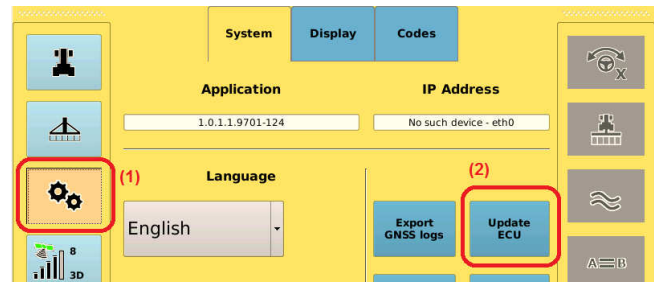 System
Display
Codes
Application
IP Address
1.0.1.1.9701-124
No such device - eth0
(1)
Language
(2)
English
Export
GNSS logs
Update
ECU
8
3D
X
A=B